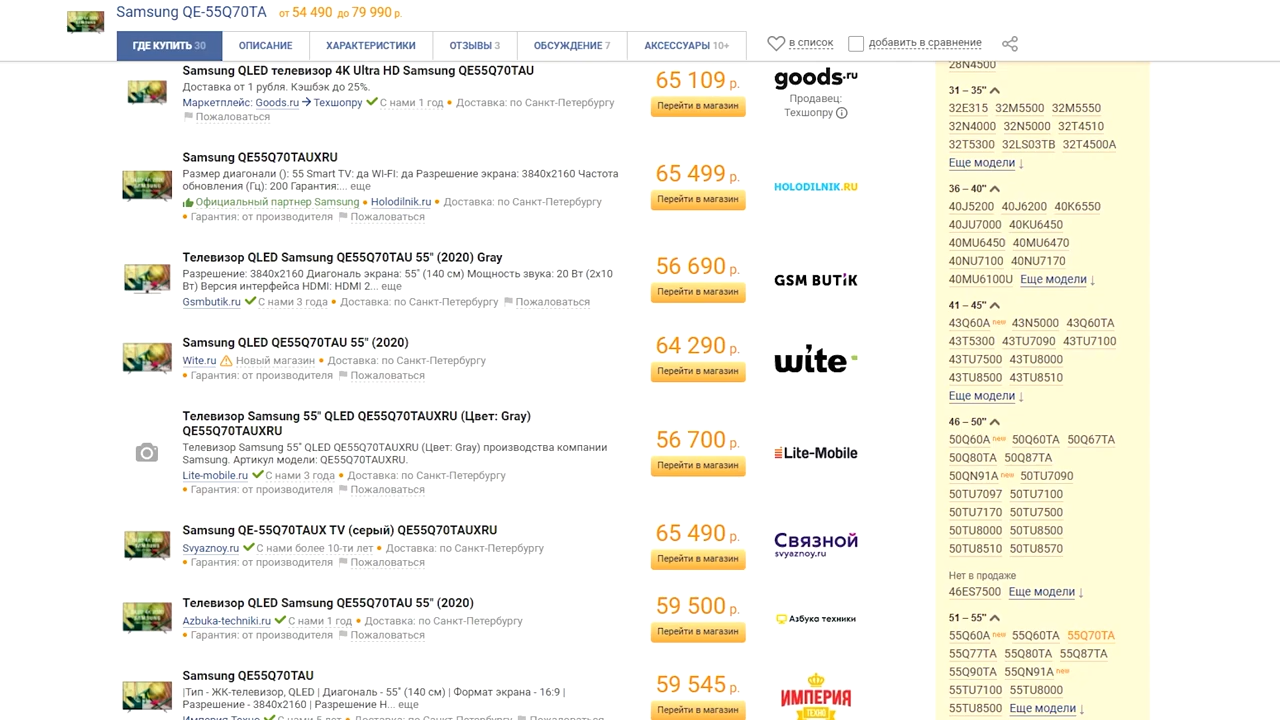 Samsung QE-55Q70TA от 54 490 до 79 990 р.
ГДЕ КУПИТЬ 30 ОПИСАНИЕ ХАРАКТЕРИСТИКИ ОТЗЫВЫ 3 ОБСУЖДЕНИЕ 7 АКСЕССУАРЫ 10+ в список добавить в сравнение
Samsung QLED телевизор 4K Ultra HD Samsung QE55Q70TAU
Доставка от 1 рубля. Кэшбэк до 25%.
Маркетплейс: Goods.ru → Техшопру С нами 1 год • Доставка: по Санкт-Петербургу
Пожаловаться
65 109 р.
Перейти в магазин
goods.ru
Продавец:
Техшопру
Samsung QE55Q70TAUXRU
Размер диагонали (): 55 Smart TV: да WI-FI: да Разрешение экрана: 3840x2160 Частота
обновления (Гц): 200 Гарантия:... еще
Официальный партнер Samsung • Holodilnik.ru • Доставка: по Санкт-Петербургу
• Гарантия: от производителя Пожаловаться
65 499 р.
Перейти в магазин
HOLODILNIK.RU
Телевизор QLED Samsung QE55Q70TAU 55" (2020) Gray
Разрешение: 3840x2160 Диагональ экрана: 55" (140 см) Мощность звука: 20 Вт (2x10
Вт) Версия интерфейса HDMI: HDMI 2... еще
Gsmbutik.ru С нами 3 года • Доставка: по Санкт-Петербургу Пожаловаться
56 690 р.
Перейти в магазин
GSM BUTIK
Samsung QLED QE55Q70TAU 55" (2020)
Wite.ru Новый магазин • Доставка: по Санкт-Петербургу
• Гарантия: от производителя Пожаловаться
64 290 р.
Перейти в магазин
wite
Телевизор Samsung 55" QLED QE55Q70TAUXRU (Цвет: Gray)
QE55Q70TAUXRU
Телевизор Samsung 55" QLED QE55Q70TAUXRU (Цвет: Gray) производства компании
Samsung. Артикул модели: QE55Q70TAUXRU.
Lite-mobile.ru С нами 3 года • Доставка: по Санкт-Петербургу
• Гарантия: от производителя Пожаловаться
56 700 р.
Перейти в магазин
Lite-Mobile
Samsung QE-55Q70TAUX TV (серый) QE55Q70TAUXRU
Svyaznoy.ru С нами более 10-ти лет • Доставка: по Санкт-Петербургу
• Гарантия: от производителя Пожаловаться
65 490 р.
Перейти в магазин
Связной
svyaznoy.ru
Телевизор QLED Samsung QE55Q70TAU 55" (2020)
Azbuka-techniki.ru С нами 1 год • Доставка: по Санкт-Петербургу
• Гарантия: от производителя Пожаловаться
59 500 р.
Перейти в магазин
Азбука техники
Samsung QE55Q70TAU
|Тип - ЖК-телевизор, QLED | Диагональ - 55" (140 см) | Формат экрана - 16:9 |
Разрешение - 3840x2160 | Разрешение H... еще
Империя-Техно С нами 5 лет • Доставка: по Санкт-Петербургу Пожаловаться
59 545 р.
Перейти в магазин
ИМПЕРИЯ
ТЕХНО
28N4500
31 – 35"
32E315 32M5500 32M5550
32N4000 32N5000 32T4510
32T5300 32LS03TB 32T4500A
Еще модели ↓
36 – 40"
40J5200 40J6200 40K6550
40JU7000 40KU6450
40MU6450 40MU6470
40NU7100 40NU7170
40MU6100U Еще модели ↓
41 – 45"
43Q60A new 43N5000 43Q60TA
43T5300 43TU7090 43TU7100
43TU7500 43TU8000
43TU8500 43TU8510
Еще модели ↓
46 – 50"
50Q60A new 50Q60TA 50Q67TA
50Q80TA 50Q87TA
50QN91A new 50TU7090
50TU7097 50TU7100
50TU7170 50TU7500
50TU8000 50TU8500
50TU8510 50TU8570
Нет в продаже
46ES7500 Еще модели ↓
51 – 55"
55Q60A new 55Q60TA 55Q70TA
55Q77TA 55Q80TA 55Q87TA
55Q90TA 55QN91A new
55TU7100 55TU8000
55TU8500 Еще модели ↓